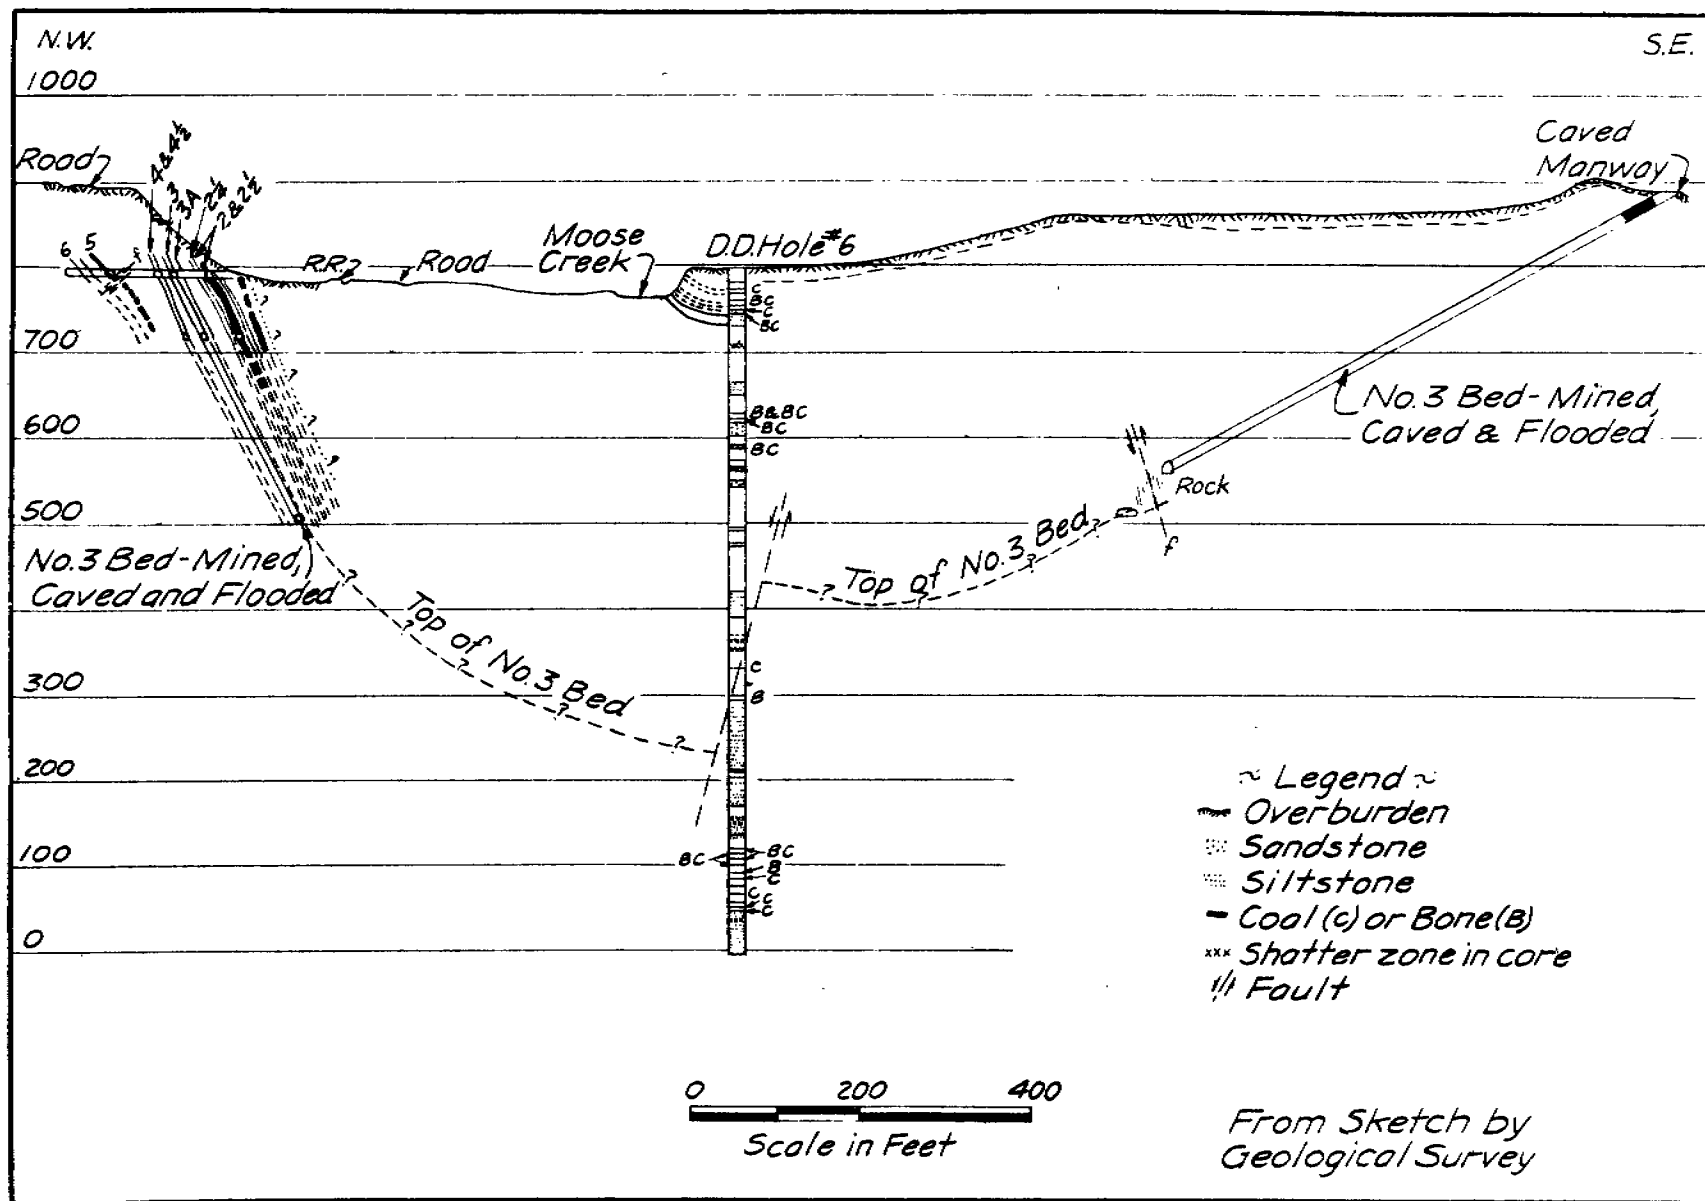 N.W.
S.E.
1000
Road
4 & 4½
3
3A
2¼
2 & 2½
Caved
Manway
6
5
f
R.R.
Road
Moose
Creek
D.D. Hole #6
C
BC
C
BC
700
No. 3 Bed - Mined,
Caved & Flooded
600
B & BC
BC
BC
Rock
f
500
No. 3 Bed - Mined,
Caved and Flooded
Top of No. 3 Bed
Top of No. 3 Bed
C
300
B
200
100
BC
BC
B
C
C
C
C
0
~ Legend ~
Overburden
Sandstone
Siltstone
Coal (c) or Bone (B)
xxx Shatter zone in core
Fault
0 200 400
Scale in Feet
From Sketch by
Geological Survey